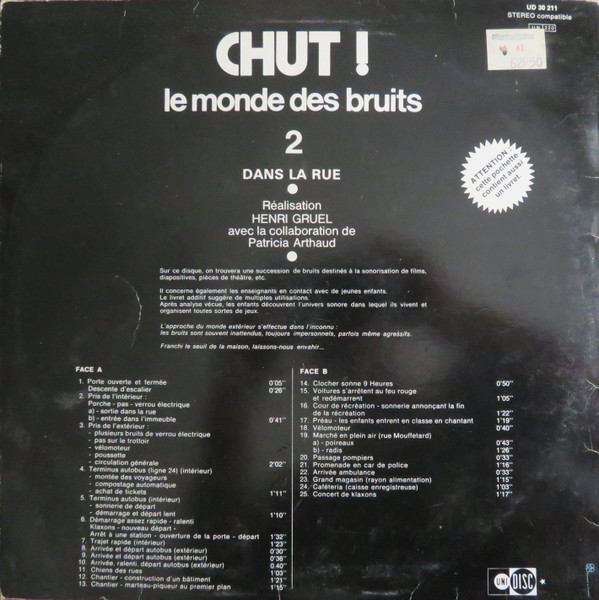 UD 30 211
STEREO compatible
UN 320
62F50
CHUT !
le monde des bruits
2
DANS LA RUE
ATTENTION
cette pochette
contient aussi
un livret.
Réalisation
HENRI GRUEL
avec la collaboration de
Patricia Arthaud
Sur ce disque, on trouvera une succession de bruits destinés à la sonorisation de films,
diapositives, pièces de théâtre, etc.
Il concerne également les enseignants en contact avec de jeunes enfants.
Le livret additif suggère de multiples utilisations.
Après analyse vécue, les enfants découvrent l'univers sonore dans lequel ils vivent et
organisent toutes sortes de jeux.
L'approche du monde extérieur s'effectue dans l'inconnu :
les bruits sont souvent inattendus, toujours impersonnels, parfois même agressifs.
Franchi le seuil de la maison, laissons-nous envahir...
FACE A
1. Porte ouverte et fermée 0'05"
Descente d'escalier 0'26"
2. Pris de l'intérieur :
Porche - pas - verrou électrique
a) - sortie dans la rue
b) - entrée dans l'immeuble 0'41"
3. Pris de l'extérieur :
- plusieurs bruits de verrou électrique
- pas sur le trottoir
- vélomoteur
- poussette
- circulation générale 2'02"
4. Terminus autobus (ligne 24) (intérieur)
- montée des voyageurs
- compostage automatique
- achat de tickets 1'11"
5. Terminus autobus (intérieur)
- sonnerie de départ
- démarrage et départ lent 1'10"
6. Démarrage assez rapide - ralenti
Klaxons - nouveau départ -
Arrêt à une station - ouverture de la porte - départ 1'32"
7. Trajet rapide (intérieur) 1'23"
8. Arrivée et départ autobus (extérieur) 0'30"
9. Arrivée et départ autobus (extérieur) 0'36"
10. Arrivée, ralenti, départ autobus (extérieur) 0.40"
11. Chiens des rues 1'03"
12. Chantier - construction d'un bâtiment 1'21"
13. Chantier - marteau-piqueur au premier plan 1'15"
FACE B
14. Clocher sonne 9 Heures 0'50"
15. Voitures s'arrêtent au feu rouge
et redémarrent 1'05"
16. Cour de récréation - sonnerie annonçant la fin
de la récréation 1'22"
17. Préau - les enfants entrent en classe en chantant 1'19"
18. Vélomoteur 0'40"
19. Marché en plein air (rue Mouffetard)
a) - poireaux 0'43"
b) - radis 1'26"
20. Passage pompiers 0'33"
21. Promenade en car de police 1'16"
22. Arrivée ambulance 0'33"
23. Grand magasin (rayon alimentation) 1'15"
24. Cafétéria (caisse enregistreuse) 1'03"
25. Concert de klaxons 1'17"
UNI DISC